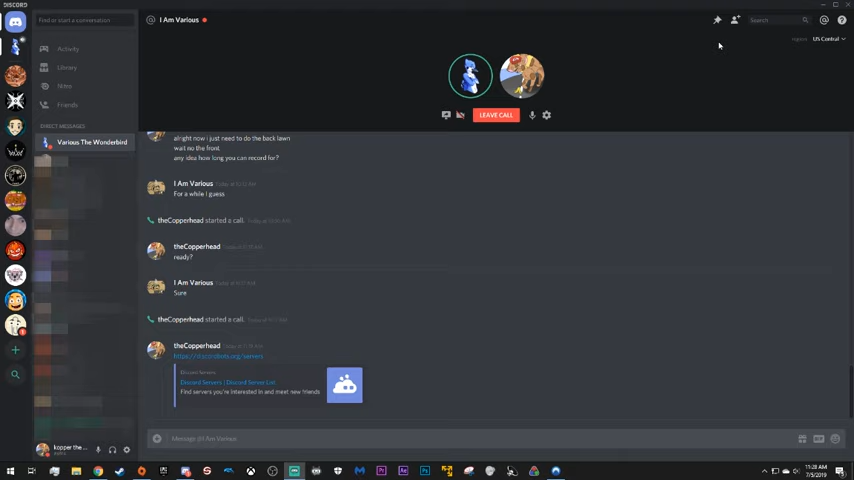 DISCORD
Find or start a conversation
I Am Various
Search
US Central
Activity
Library
Nitro
Friends
DIRECT MESSAGES
Various The Wonderbird
LEAVE CALL
alright now i just need to do the back lawn
wait no the front
any idea how long you can record for?
I Am Various
For a while I guess
theCopperhead started a call.
theCopperhead
ready?
I Am Various
Sure
theCopperhead started a call.
theCopperhead
Discord Servers
Discord Servers | Discord Server List
Find servers you're interested in and meet new friends
kopper the ...
Message @I Am Various
GIF
11:28 AM
7/5/2019